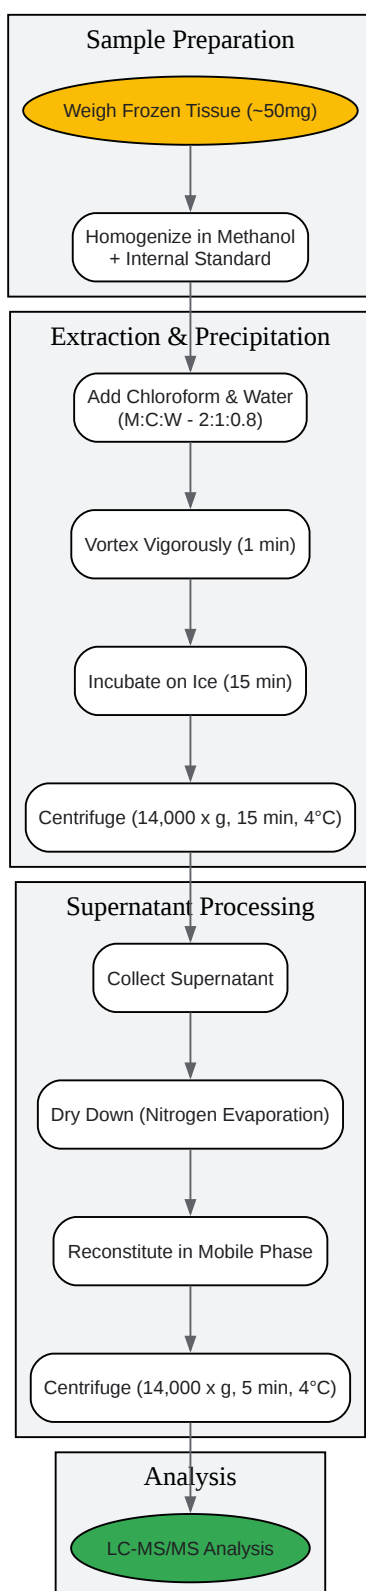 Sample Preparation
Weigh Frozen Tissue (~50mg)
Homogenize in Methanol
+ Internal Standard
Extraction & Precipitation
Add Chloroform & Water
(M:C:W - 2:1:0.8)
Vortex Vigorously (1 min)
Incubate on Ice (15 min)
Centrifuge (14,000 x g, 15 min, 4°C)
Supernatant Processing
Collect Supernatant
Dry Down (Nitrogen Evaporation)
Reconstitute in Mobile Phase
Centrifuge (14,000 x g, 5 min, 4°C)
Analysis
LC-MS/MS Analysis